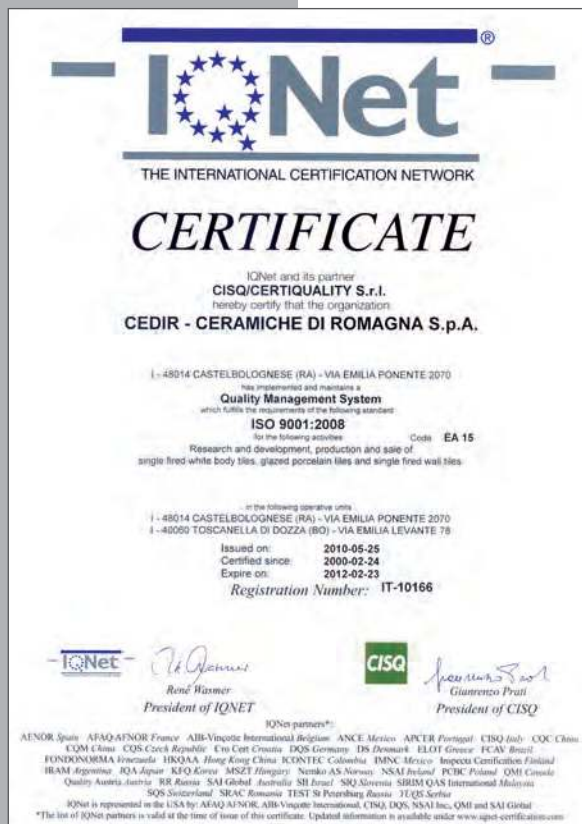 ®
IQNet
THE INTERNATIONAL CERTIFICATION NETWORK
CERTIFICATE
IQNet and its partner
CISQ/CERTIQUALITY S.r.l.
hereby certify that the organization
CEDIR - CERAMICHE DI ROMAGNA S.p.A.
I - 48014 CASTELBOLOGNESE (RA) - VIA EMILIA PONENTE 2070
has implemented and maintains a
Quality Management System
which fulfills the requirements of the following standard
ISO 9001:2008
for the following activities Code EA 15
Research and development, production and sale of
single fired white body tiles, glazed porcelain tiles and single fired wall tiles.
in the following operative units
I - 48014 CASTELBOLOGNESE (RA) - VIA EMILIA PONENTE 2070
I - 40060 TOSCANELLA DI DOZZA (BO) - VIA EMILIA LEVANTE 78
Issued on: 2010-05-25
Certified since: 2000-02-24
Expire on: 2012-02-23
Registration Number: IT-10166
IQNet
CISQ
René Wasmer
Gianrenzo Prati
President of IQNET
President of CISQ
IQNet partners*:
AENOR Spain AFAQ AFNOR France AIB-Vinçotte International Belgium ANCE Mexico APCER Portugal CISQ Italy CQC China
CQM China CQS Czech Republic Cro Cert Croatia DQS Germany DS Denmark ELOT Greece FCAV Brazil
FONDONORMA Venezuela HKQAA Hong Kong China ICONTEC Colombia IMNC Mexico Inspecta Certification Finland
IRAM Argentina JQA Japan KFQ Korea MSZT Hungary Nemko AS Norway NSAI Ireland PCBC Poland QMI Canada
Quality Austria Austria RR Russia SAI Global Australia SII Israel SIQ Slovenia SIRIM QAS International Malaysia
SQS Switzerland SRAC Romania TEST St Petersburg Russia YUQS Serbia
IQNet is represented in the USA by: AFAQ AFNOR, AIB-Vinçotte International, CISQ, DQS, NSAI Inc., QMI and SAI Global
*The list of IQNet partners is valid at the time of issue of this certificate. Updated information is available under www.iqnet-certification.com